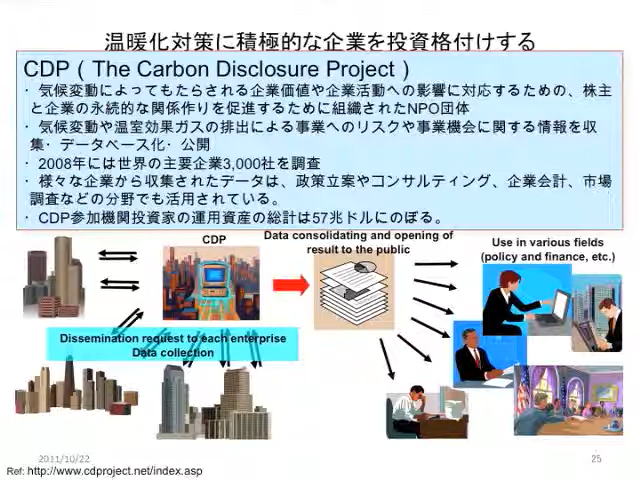 温暖化対策に積極的な企業を投資格付けする
CDP（The Carbon Disclosure Project）
・気候変動によってもたらされる企業価値や企業活動への影響に対応するための、株主
と企業の永続的な関係作りを促進するために組織されたNPO団体
・気候変動や温室効果ガスの排出による事業へのリスクや事業機会に関する情報を収
集・データベース化・公開
・2008年には世界の主要企業3,000社を調査
・様々な企業から収集されたデータは、政策立案やコンサルティング、企業会計、市場
調査などの分野でも活用されている。
・CDP参加機関投資家の運用資産の総計は57兆ドルにのぼる。
CDP
Data consolidating and opening of
result to the public
Use in various fields
(policy and finance, etc.)
Dissemination request to each enterprise
Data collection
2011/10/22
25
Ref: http://www.cdproject.net/index.asp